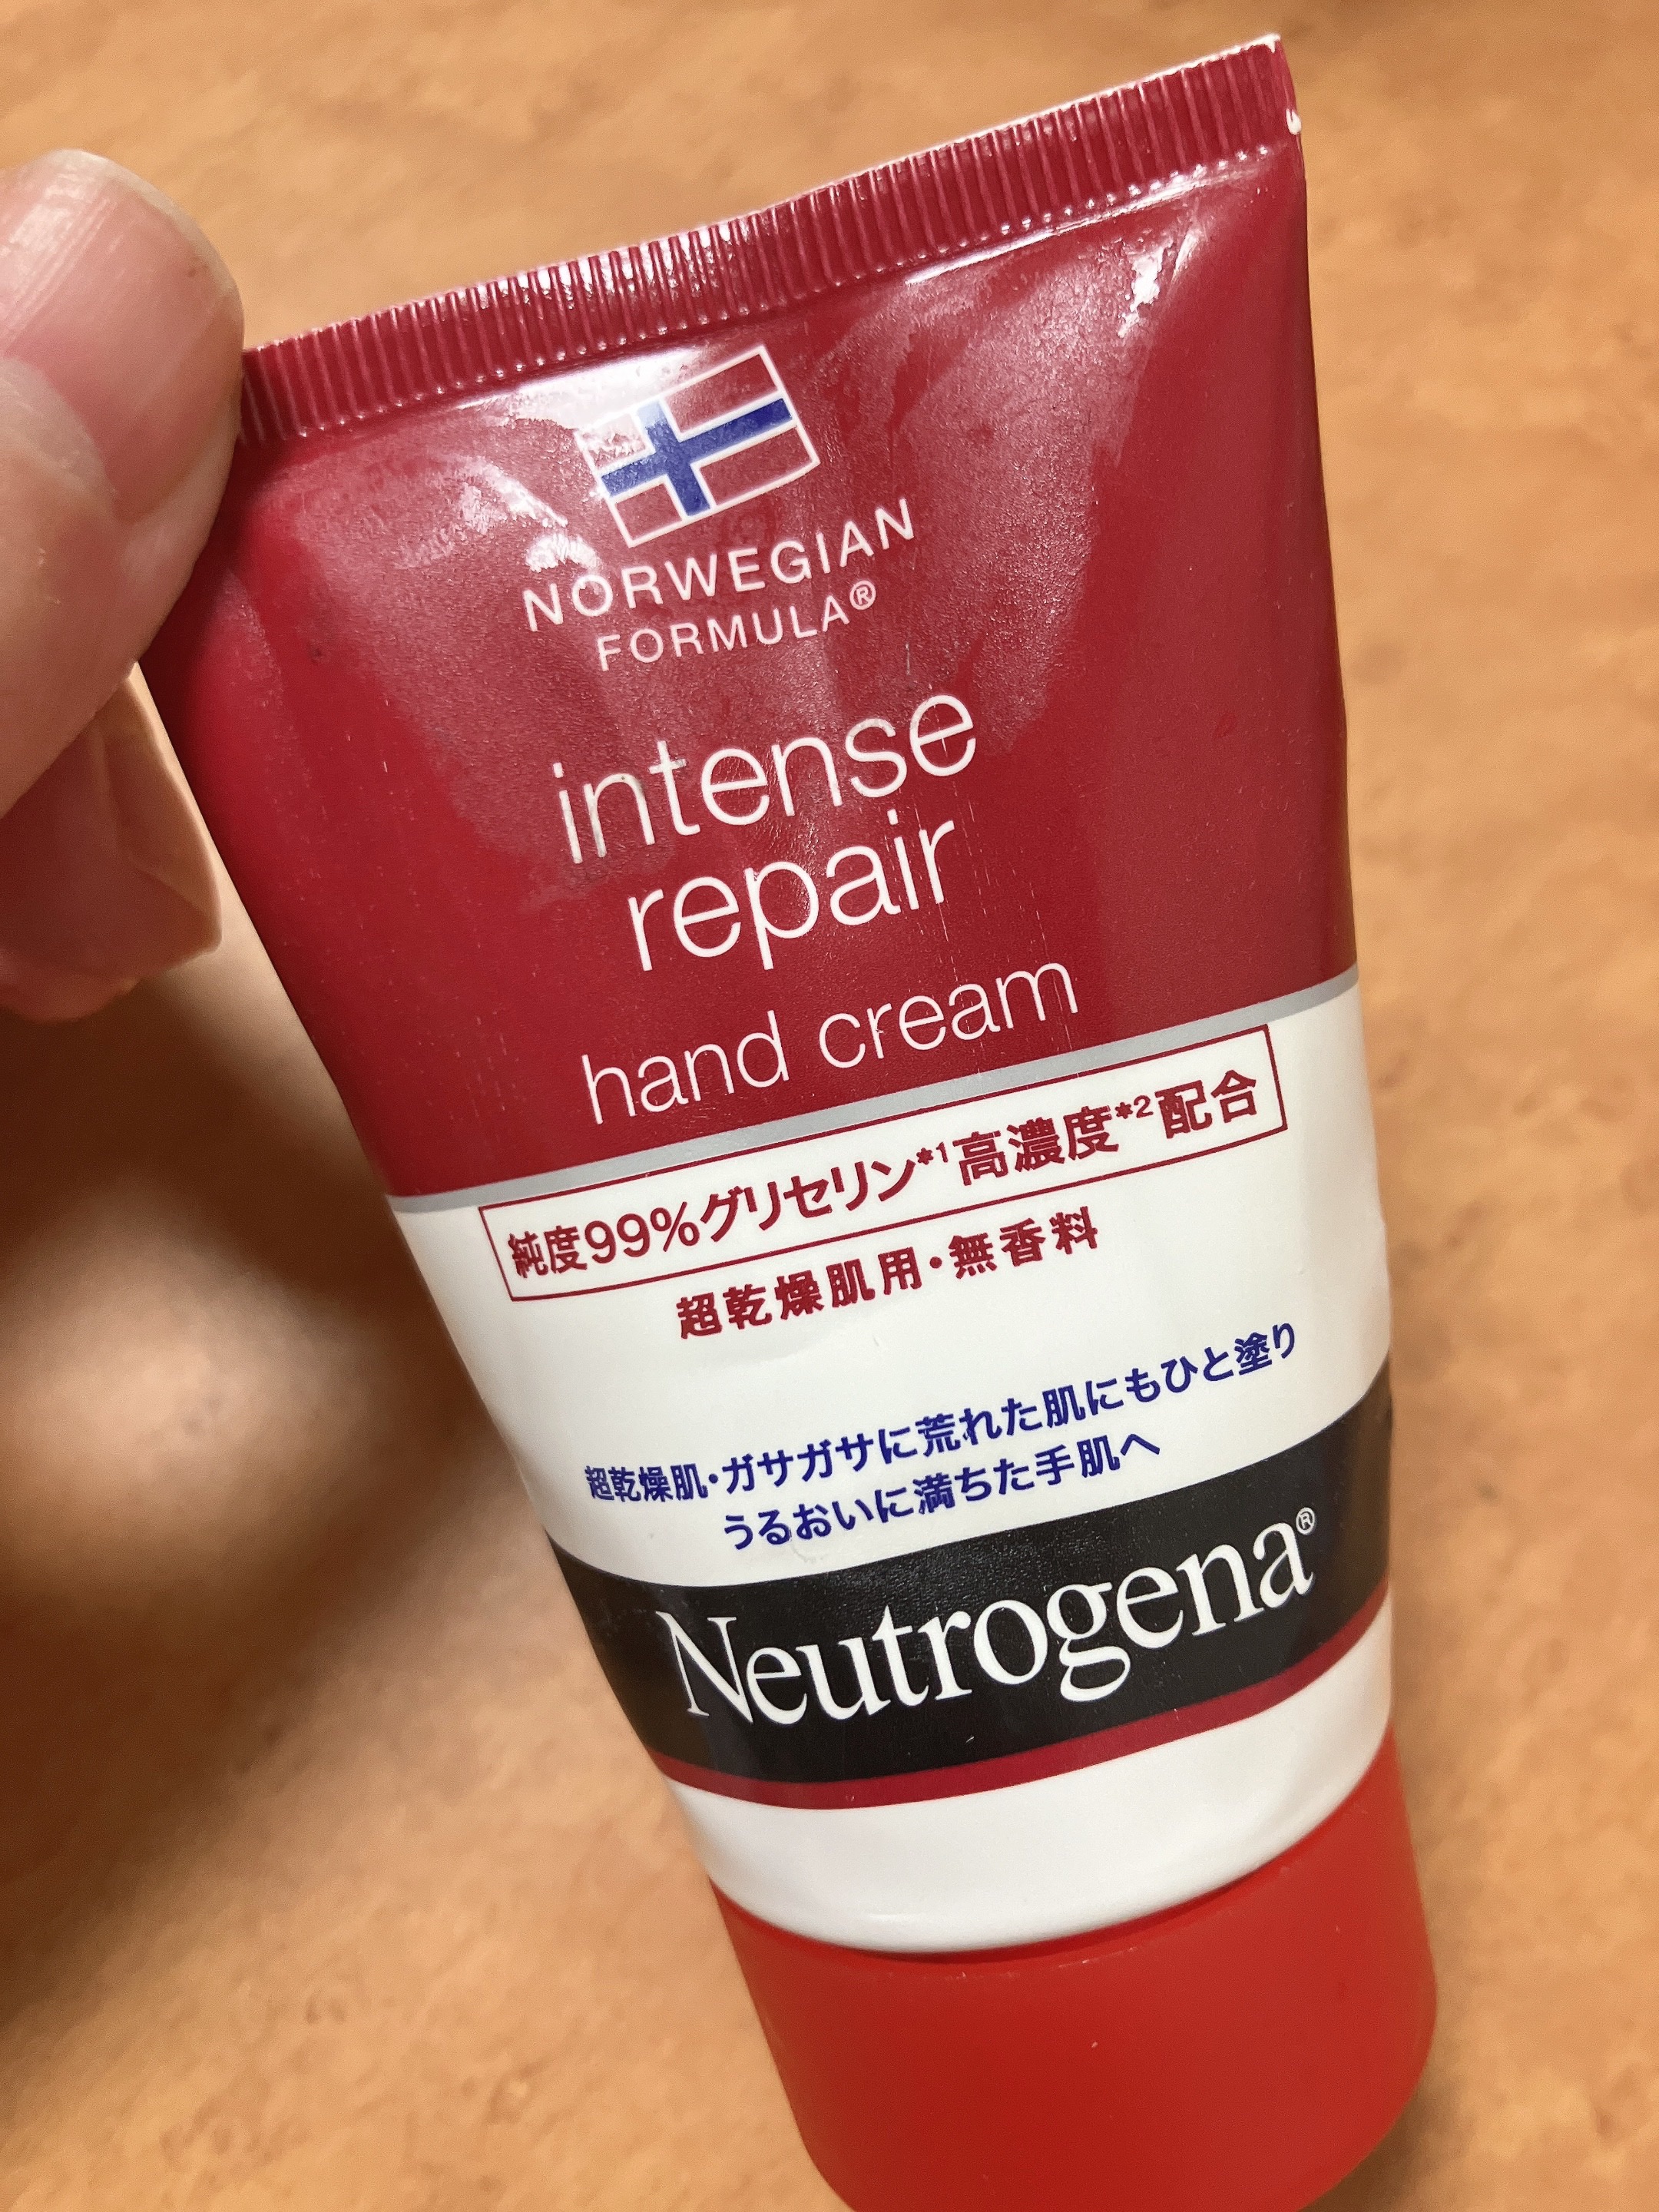 NORWEGIAN
FORMULA®
intense
repair
hand cream
純度99%グリセリン*1高濃度*2配合
超乾燥肌用・無香料
超乾燥肌・ガサガサに荒れた肌にもひと塗り
うるおいに満ちた手肌へ
Neutrogena®